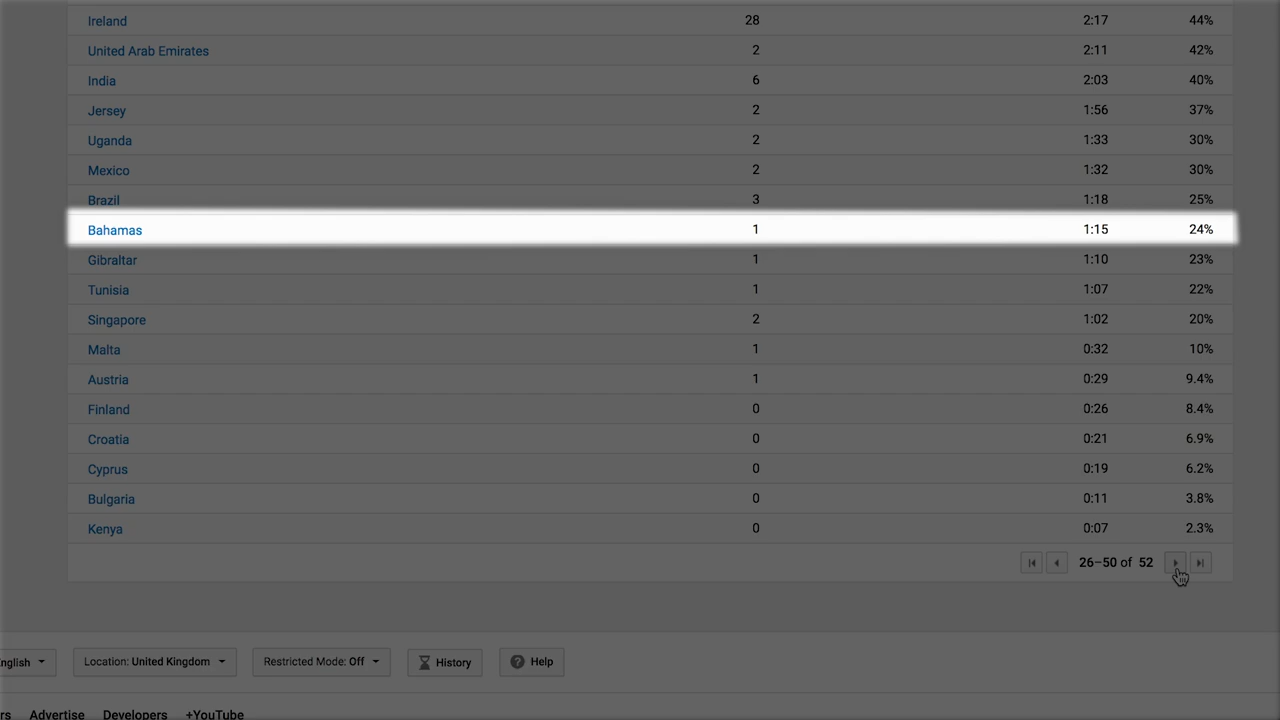 Ireland 28 2:17 44%
United Arab Emirates 2 2:11 42%
India 6 2:03 40%
Jersey 2 1:56 37%
Uganda 2 1:33 30%
Mexico 2 1:32 30%
Brazil 3 1:18 25%
Bahamas 1 1:15 24%
Gibraltar 1 1:10 23%
Tunisia 1 1:07 22%
Singapore 2 1:02 20%
Malta 1 0:32 10%
Austria 1 0:29 9.4%
Finland 0 0:26 8.4%
Croatia 0 0:21 6.9%
Cyprus 0 0:19 6.2%
Bulgaria 0 0:11 3.8%
Kenya 0 0:07 2.3%
26–50 of 52
nglish Location: United Kingdom Restricted Mode: Off History Help
rs Advertise Developers +YouTube